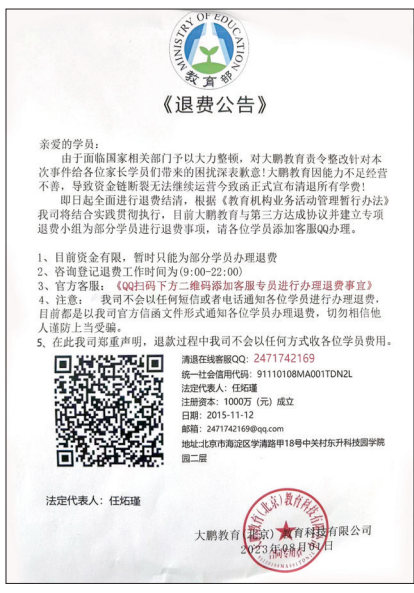 MINISTRY OF EDUCATION
教育部
《退费公告》
亲爱的学员：
由于面临国家相关部门予以大力整顿，对大鹏教育责令整改针对本
次事件给各位家长学员们带来的困扰深表歉意！大鹏教育因能力不足经营
不善，导致资金链断裂无法继续运营今致函正式宣布清退所有学费！
即日起全面进行退费结清，根据《教育机构业务活动管理暂行办法》
我司将结合实践贯彻执行，目前大鹏教育与第三方达成协议并建立专项
退费小组为部分学员进行退费事项，请各位学员添加客服QQ办理。
1、目前资金有限，暂时只能为部分学员办理退费
2、咨询登记退费工作时间为(9:00-22:00)
3、官方客服：《QQ扫码下方二维码添加客服专员进行办理退费事宜》
4、注意： 我司不会以任何短信或者电话通知各位学员进行办理退费，
目前都是以我司官方信函文件形式通知各位学员办理退费，切勿相信他
人谨防上当受骗。
5、在此我司郑重声明，退款过程中我司不会以任何方式收各位学员费用。
清退在线客服QQ：2471742169
统一社会信用代码：91110108MA001TDN2L
法定代表人：任炻瑾
注册资本：1000万（元）成立
日期：2015-11-12
邮箱：2471742169@qq.com
地址:北京市海淀区学清路甲18号中关村东升科技园学院
园二层
法定代表人：任炻瑾
大鹏教育(北京)教育科技有限公司
2023年08月01日
合同专用章